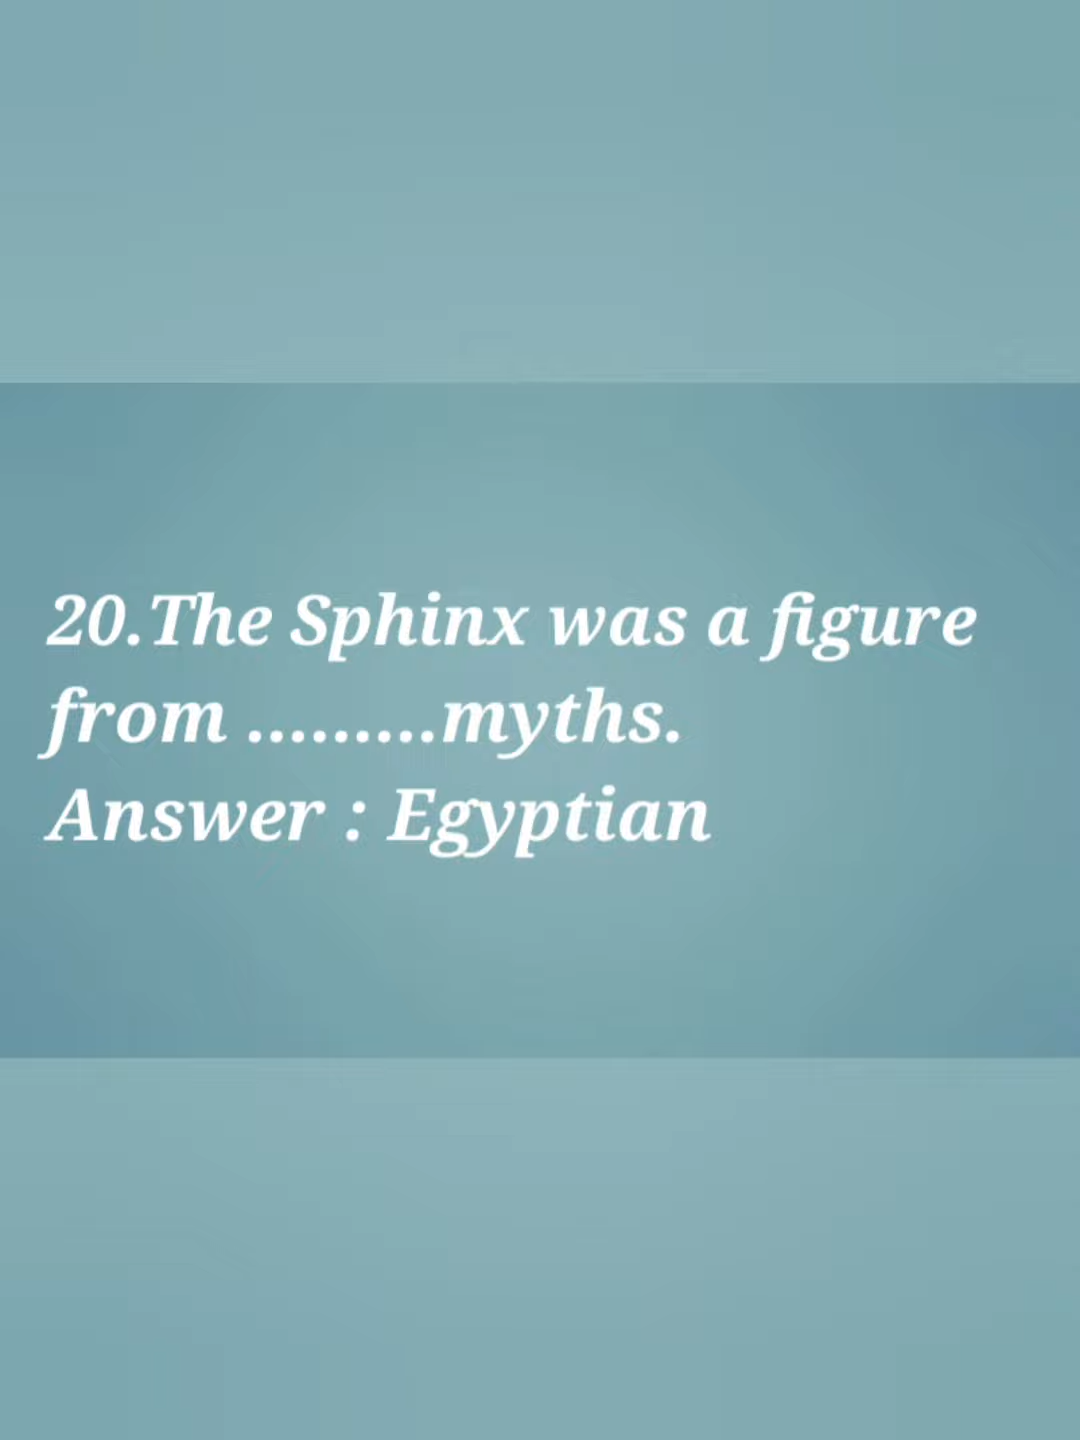 20.The Sphinx was a figure
from .........myths.
Answer : Egyptian